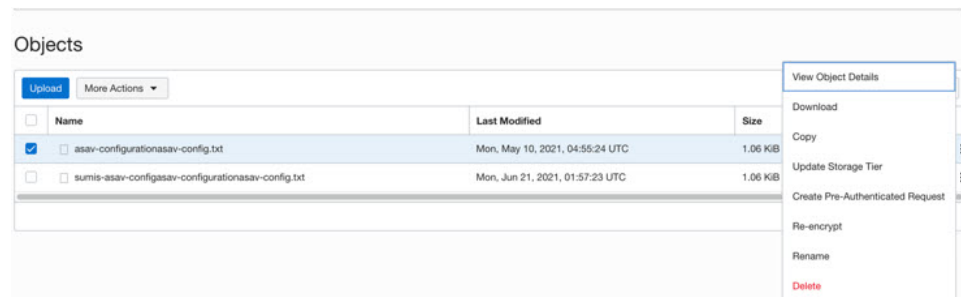 Objects
Upload More Actions
Name Last Modified Size
asav-configurationasav-config.txt Mon, May 10, 2021, 04:55:24 UTC 1.06 KiB
sumis-asav-configasav-configurationasav-config.txt Mon, Jun 21, 2021, 01:57:23 UTC 1.06 KiB
View Object Details
Download
Copy
Update Storage Tier
Create Pre-Authenticated Request
Re-encrypt
Rename
Delete